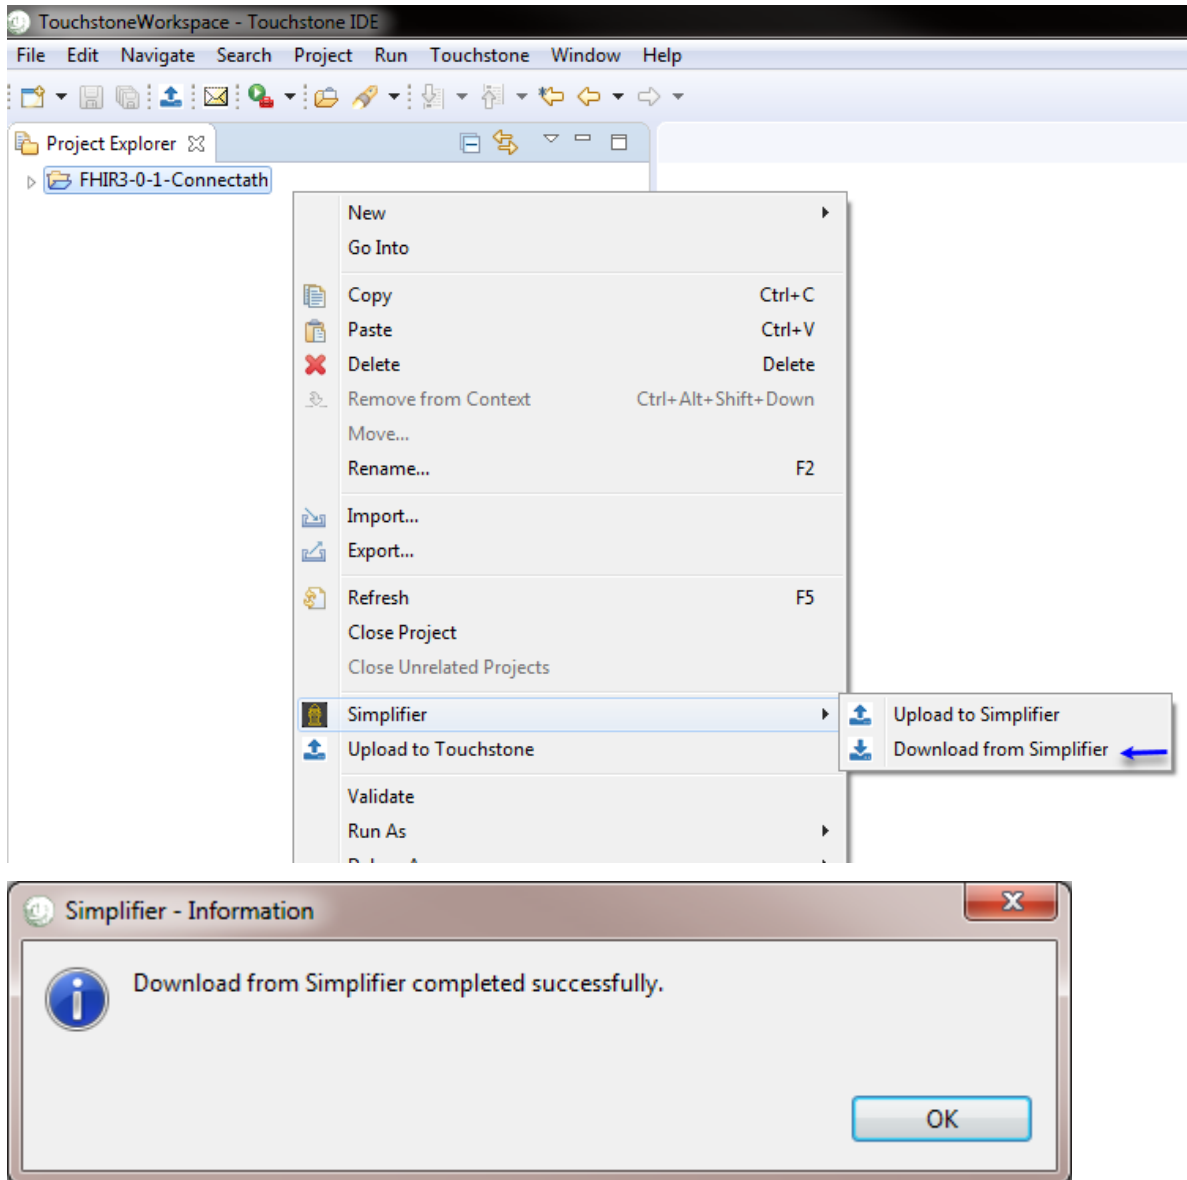 TouchstoneWorkspace - Touchstone IDE
File Edit Navigate Search Project Run Touchstone Window Help
Project Explorer
FHIR3-0-1-Connectath
New
Go Into
Copy Ctrl+C
Paste Ctrl+V
Delete Delete
Remove from Context Ctrl+Alt+Shift+Down
Move...
Rename... F2
Import...
Export...
Refresh F5
Close Project
Close Unrelated Projects
Simplifier
Upload to Simplifier
Upload to Touchstone
Download from Simplifier
Validate
Run As
Simplifier - Information
Download from Simplifier completed successfully.
OK